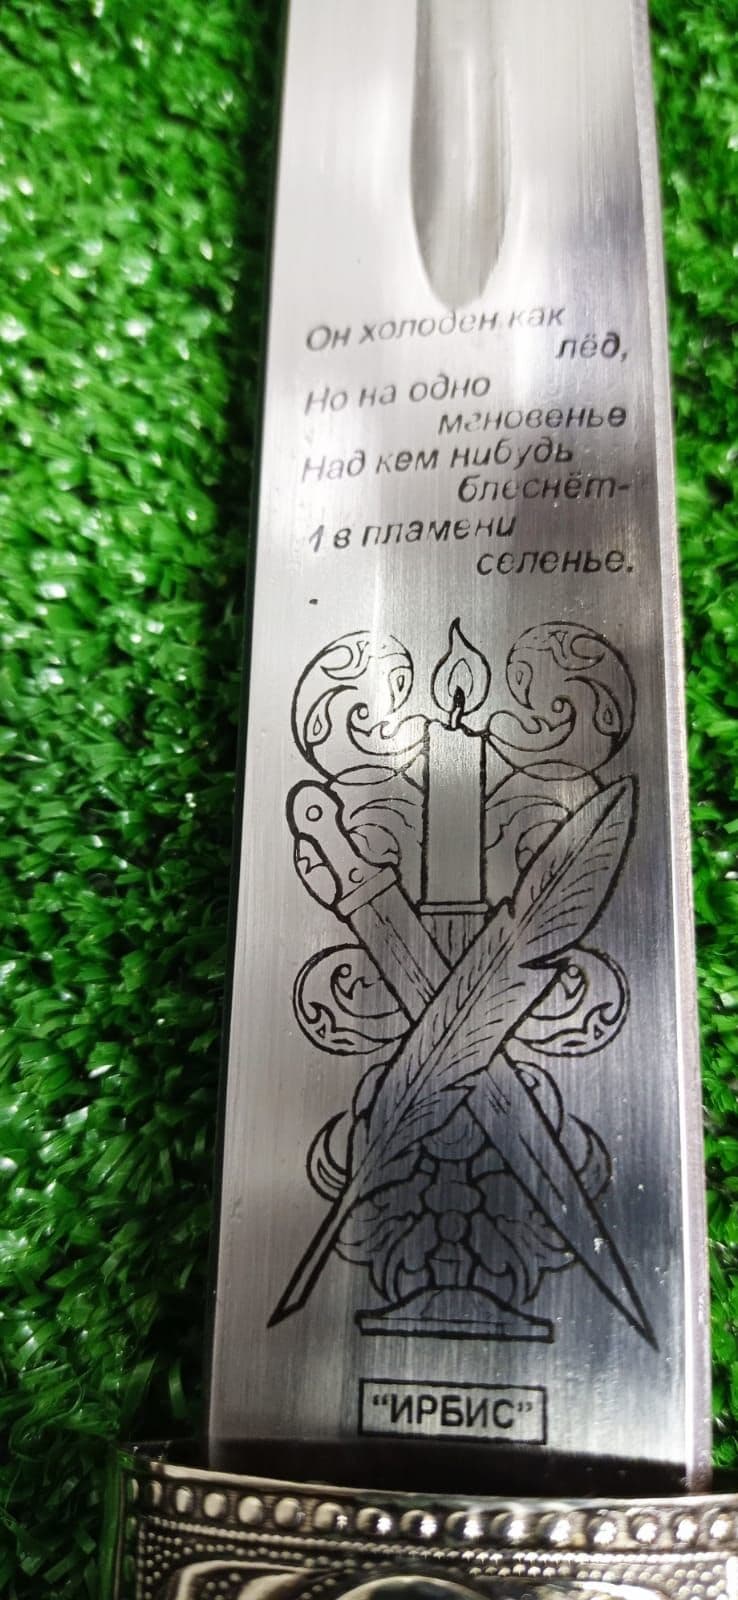 Он холоден как
лёд,
Но на одно
мгновенье
Над кем нибудь
блеснёт-
1 в пламени
селенье.
"ИРБИС"